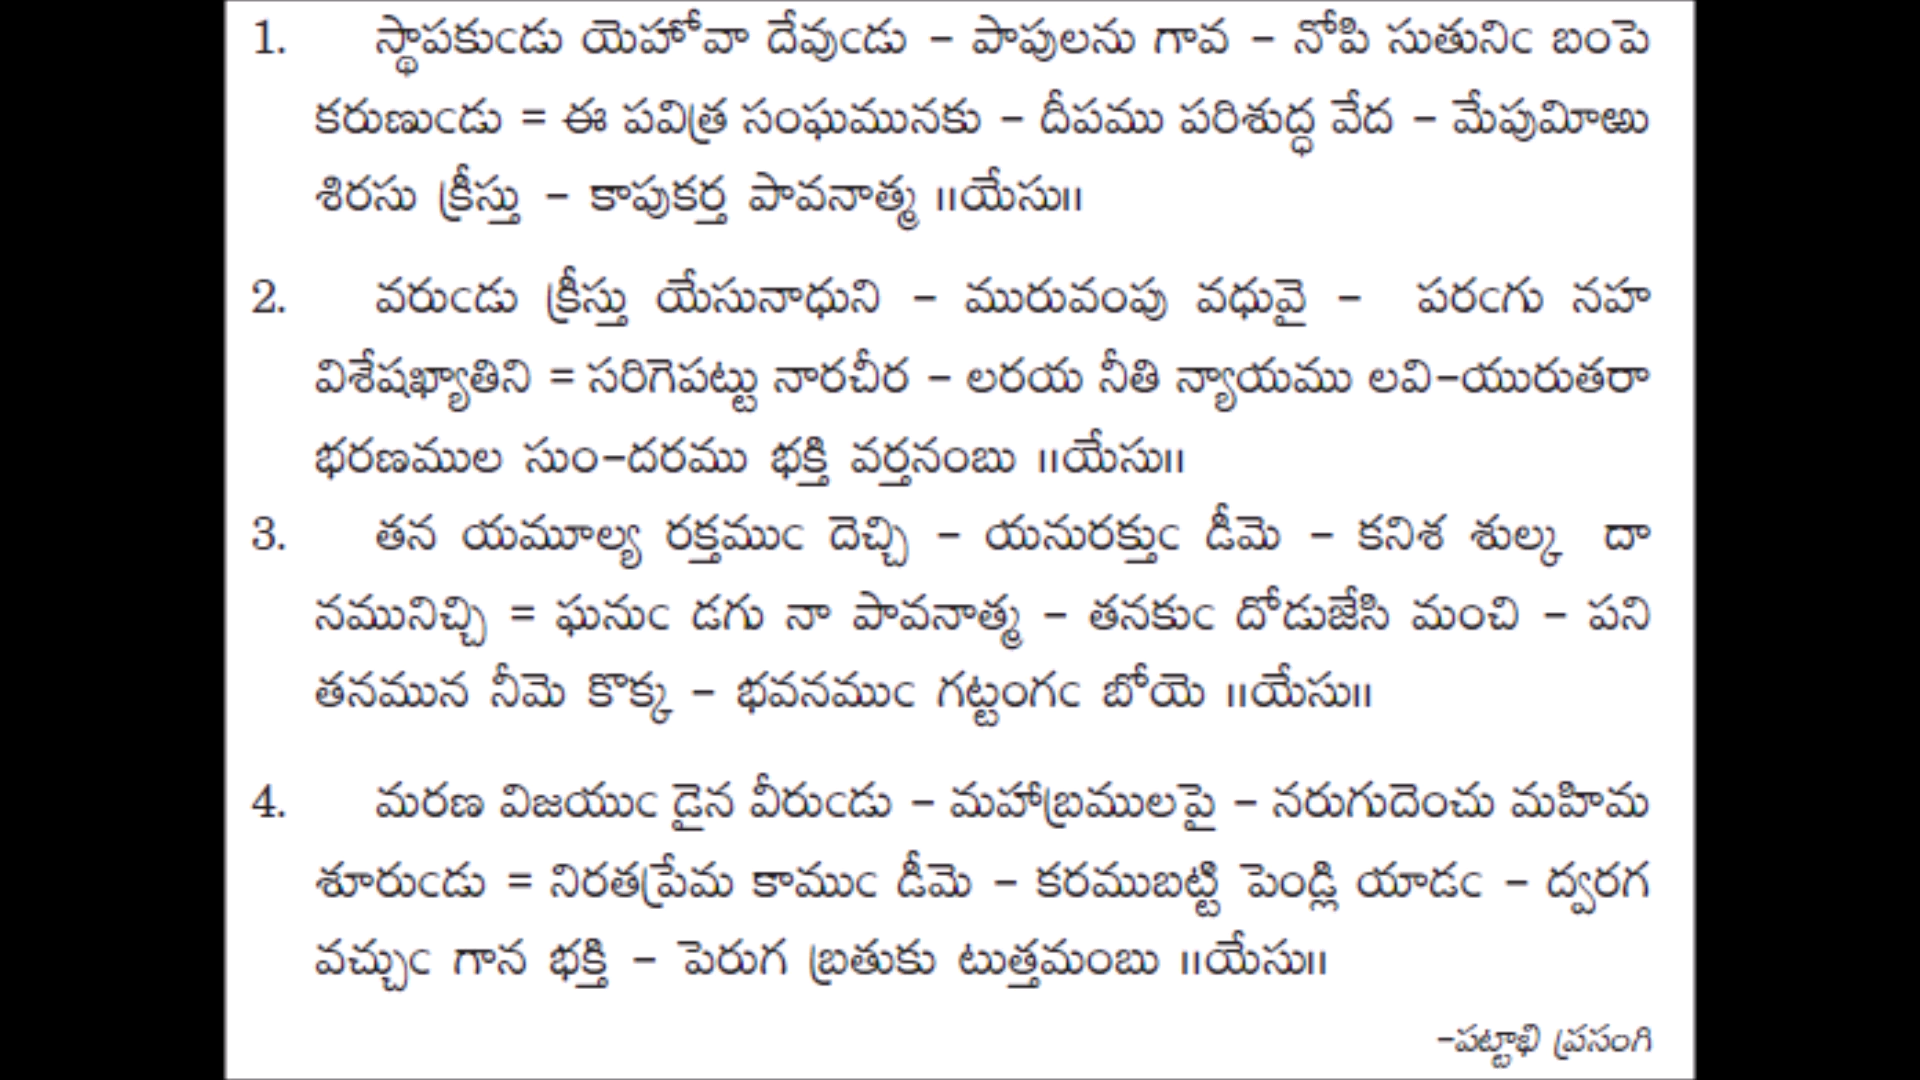 1. స్థాపకుఁడు యెహోవా దేవుఁడు – పాపులను గావ – నోపి సుతునిఁ బంపె
కరుణుఁడు = ఈ పవిత్ర సంఘమునకు – దీపము పరిశుద్ధ వేద – మేపుమీఱు
శిరసు క్రీస్తు – కాపుకర్త పావనాత్మ ॥యేసు॥
2. వరుఁడు క్రీస్తు యేసునాధుని – మురువంపు వధువై – పరఁగు నహ
విశేషఖ్యాతిని = సరిగెపట్టు నారచీర – లరయ నీతి న్యాయము లవి–యురుతరా
భరణముల సుం–దరము భక్తి వర్తనంబు ॥యేసు॥
3. తన యమూల్య రక్తముఁ దెచ్చి – యనురక్తుఁ డీమె – కనిశ శుల్క దా
నమునిచ్చి = ఘనుఁ డగు నా పావనాత్మ – తనకుఁ దోడుజేసి మంచి – పని
తనమున నీమె కొక్క – భవనముఁ గట్టంగఁ బోయె ॥యేసు॥
4. మరణ విజయుఁ డైన వీరుఁడు – మహాబ్రములపై – నరుగుదెంచు మహిమ
శూరుఁడు = నిరతప్రేమ కాముఁ డీమె – కరముబట్టి పెండ్లి యాడఁ – ద్వరగ
వచ్చుఁ గాన భక్తి – పెరుగ బ్రతుకు టుత్తమంబు ॥యేసు॥
–పట్టాభి ప్రసంగి